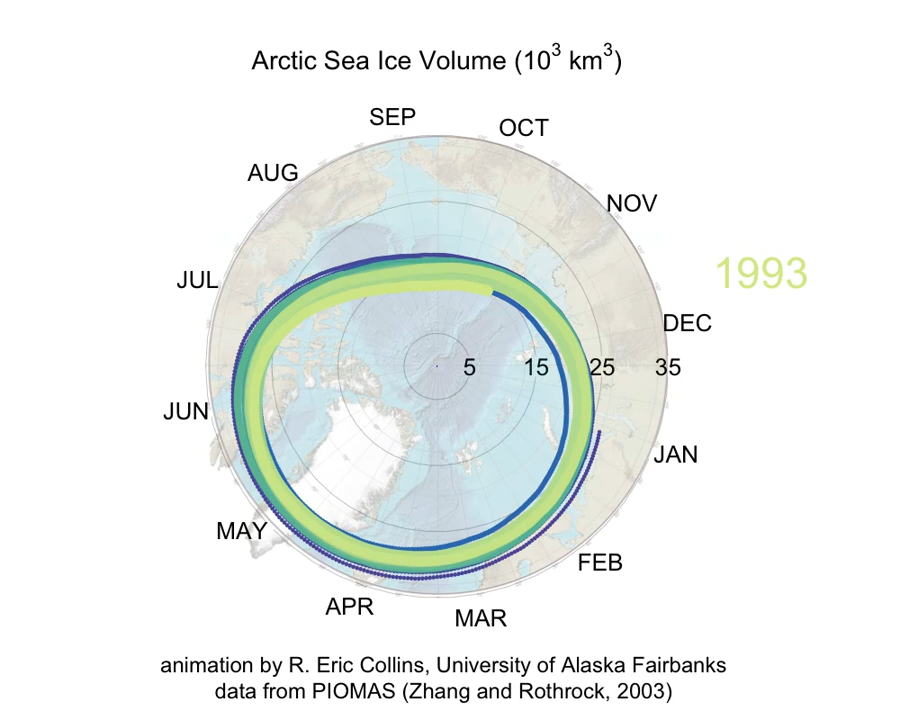 Arctic Sea Ice Volume (10³ km³)
SEP
OCT
AUG
NOV
JUL
1993
DEC
5 15 25 35
JUN
JAN
MAY
FEB
APR
MAR
animation by R. Eric Collins, University of Alaska Fairbanks
data from PIOMAS (Zhang and Rothrock, 2003)